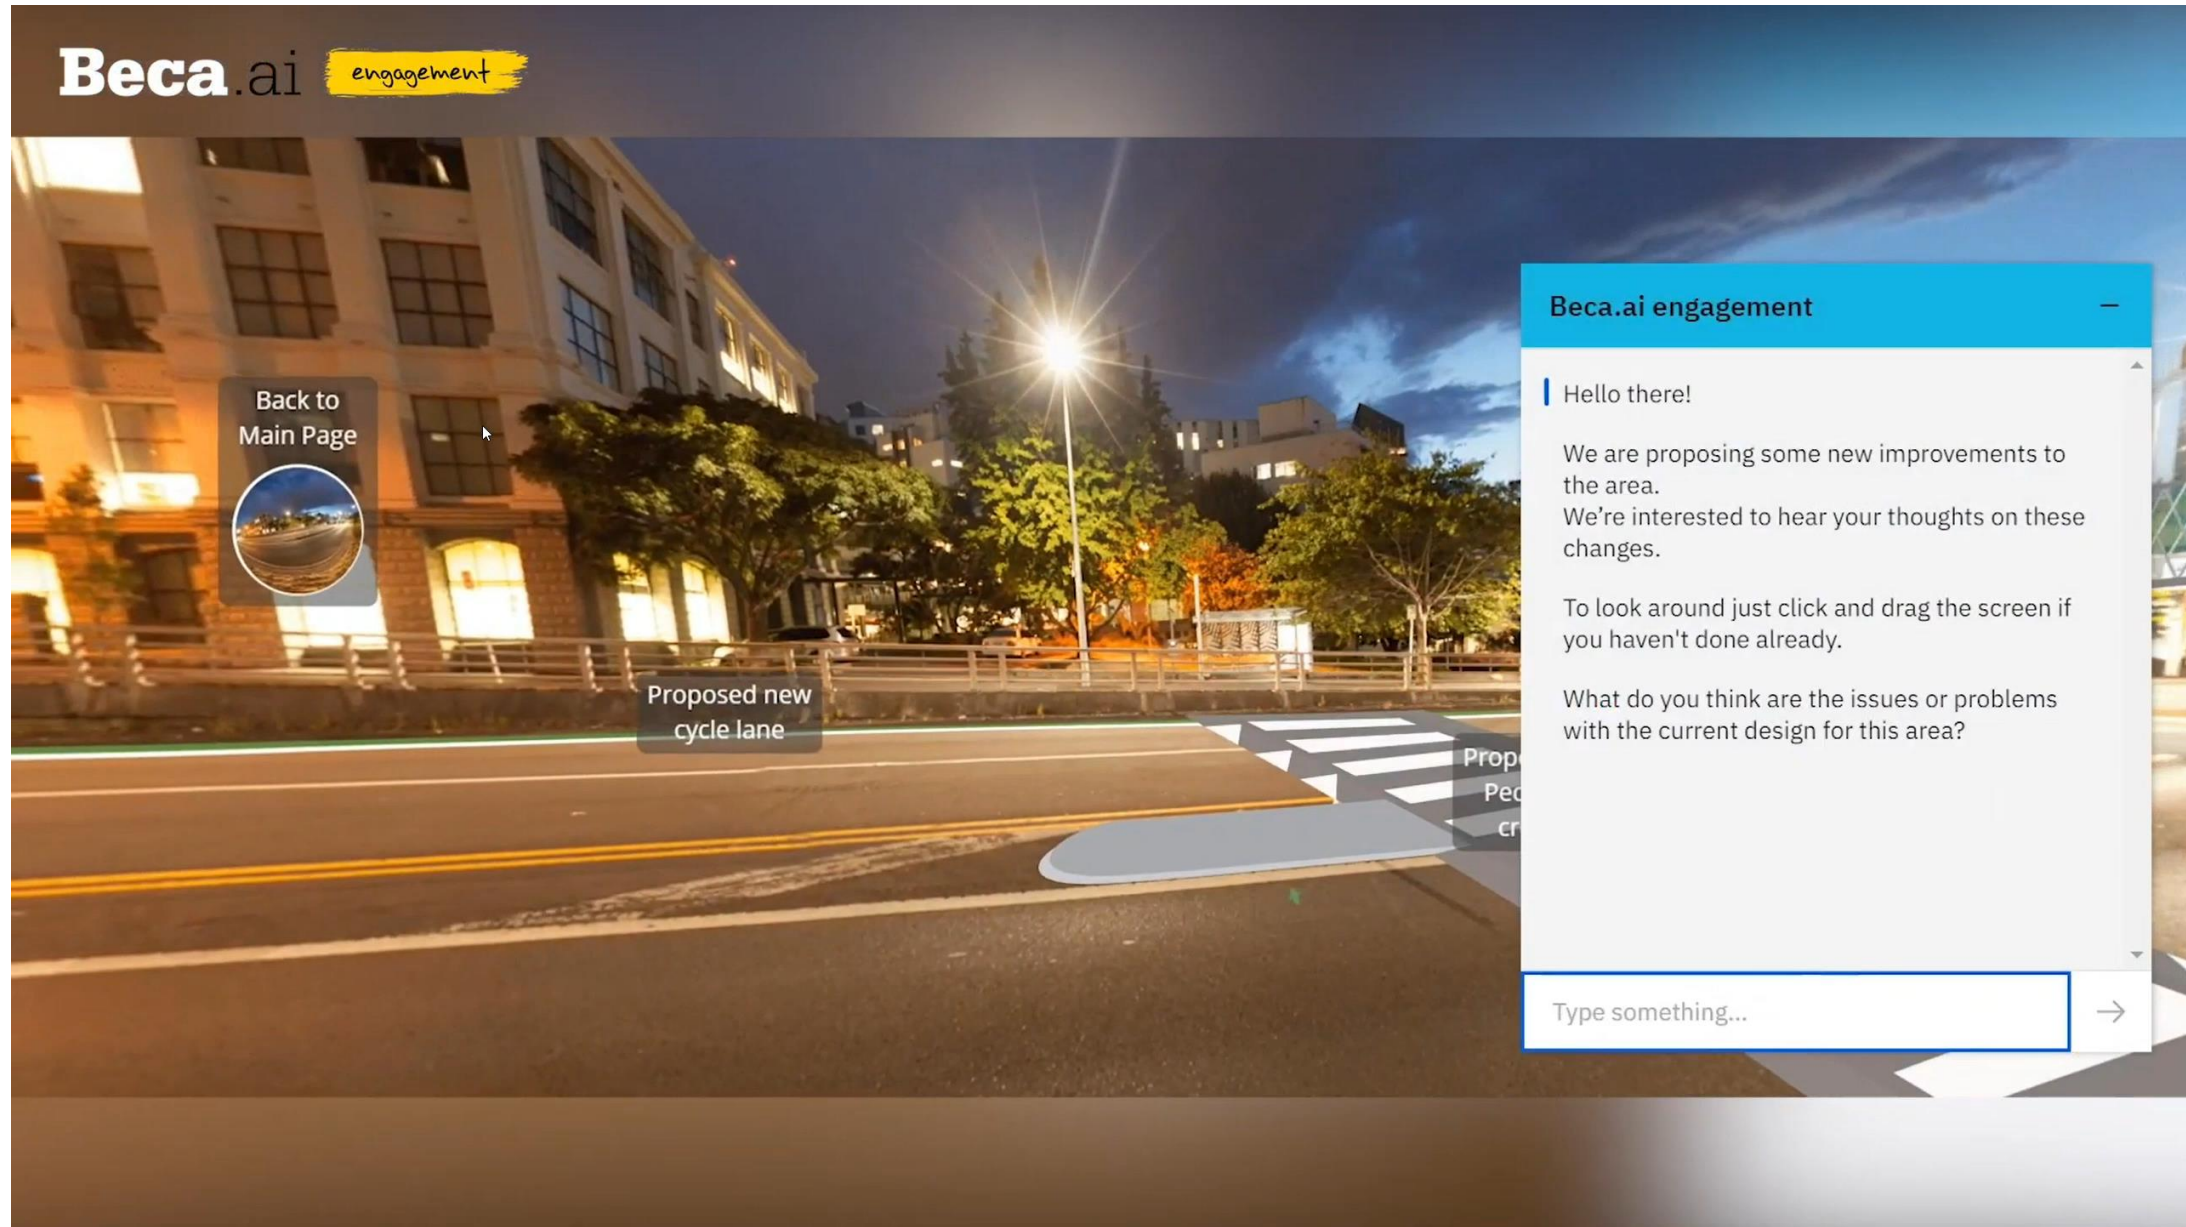 Beca.ai engagement
Back to
Main Page
Proposed new
cycle lane
Beca.ai engagement
Hello there!
We are proposing some new improvements to
the area.
We’re interested to hear your thoughts on these
changes.
To look around just click and drag the screen if
you haven't done already.
What do you think are the issues or problems
with the current design for this area?
Type something...